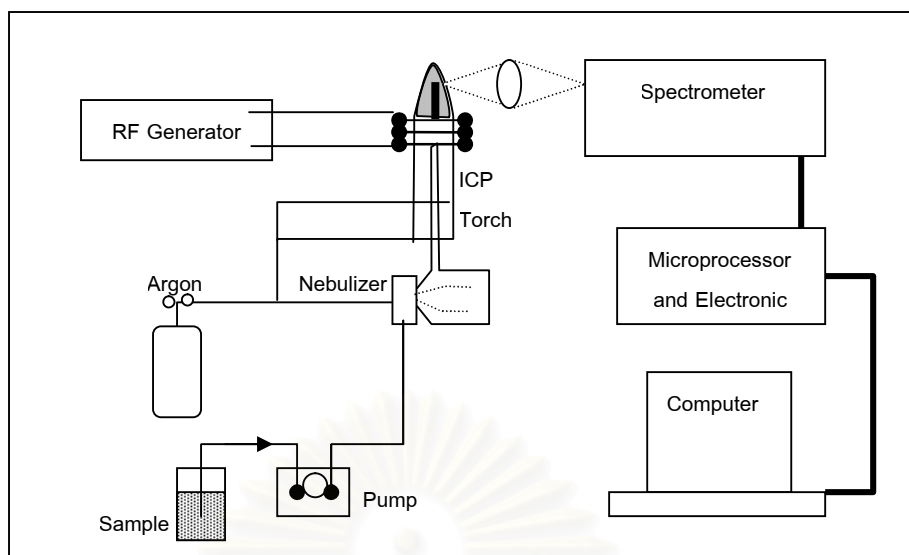 Spectrometer
RF Generator
ICP
Torch
Microprocessor
and Electronic
Nebulizer
Argon
Computer
Pump
Sample